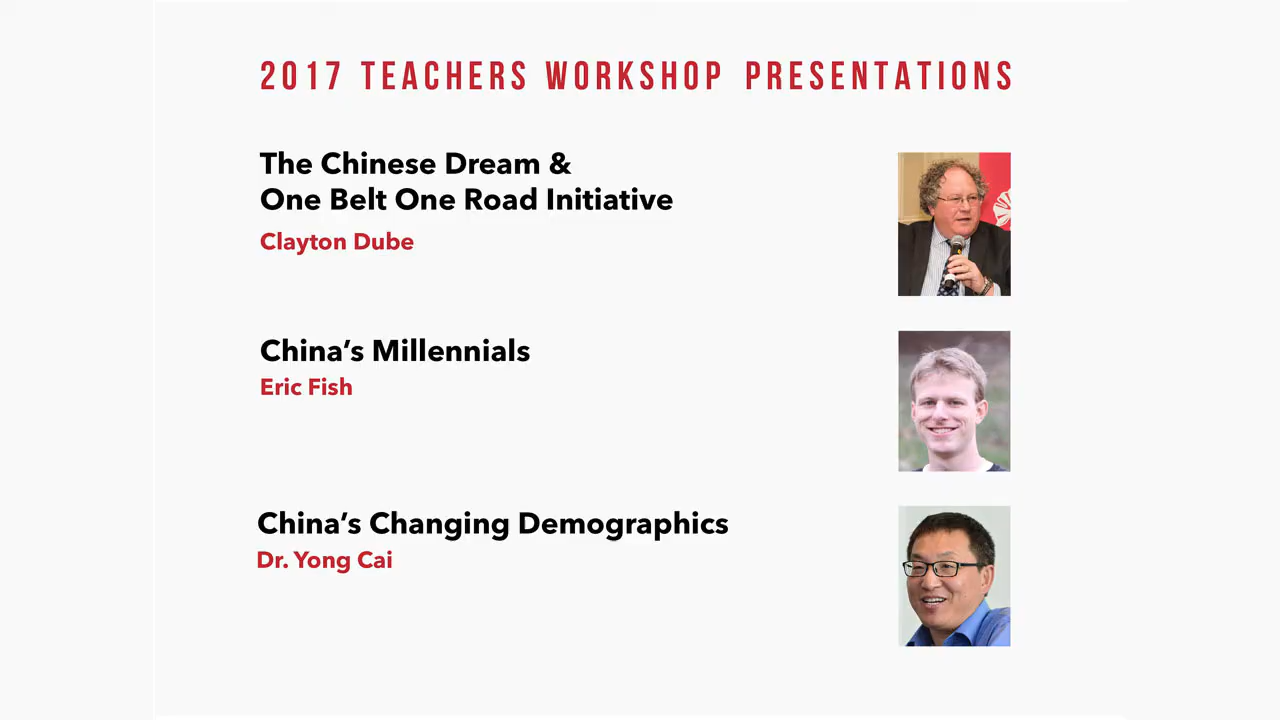 2017 TEACHERS WORKSHOP PRESENTATIONS
The Chinese Dream &
One Belt One Road Initiative
Clayton Dube
China’s Millennials
Eric Fish
China’s Changing Demographics
Dr. Yong Cai